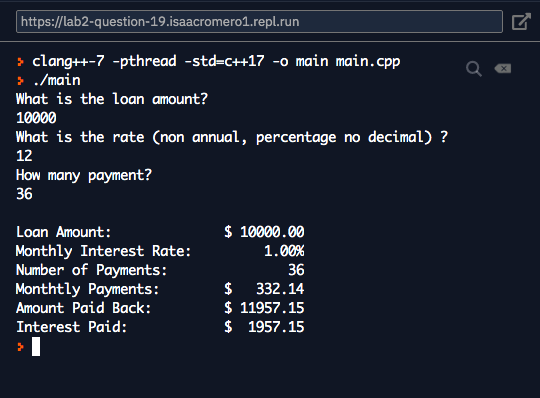 https://lab2-question-19.isaacromero1.repl.run
> clang++-7 -pthread -std=c++17 -o main main.cpp
> ./main
What is the loan amount?
10000
What is the rate (non annual, percentage no decimal) ?
12
How many payment?
36
Loan Amount: $ 10000.00
Monthly Interest Rate: 1.00%
Number of Payments: 36
Monthtly Payments: $ 332.14
Amount Paid Back: $ 11957.15
Interest Paid: $ 1957.15
>